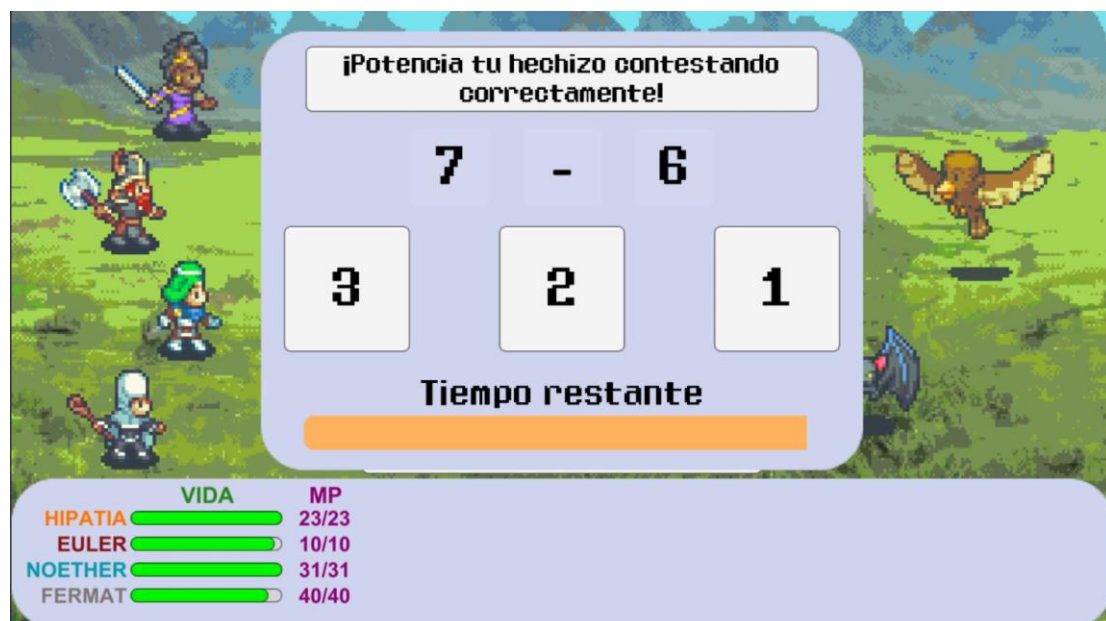 ¡Potencia tu hechizo contestando
correctamente!
7 - 6
3 2 1
Tiempo restante
VIDA MP
HIPATIA 23/23
EULER 10/10
NOETHER 31/31
FERMAT 40/40